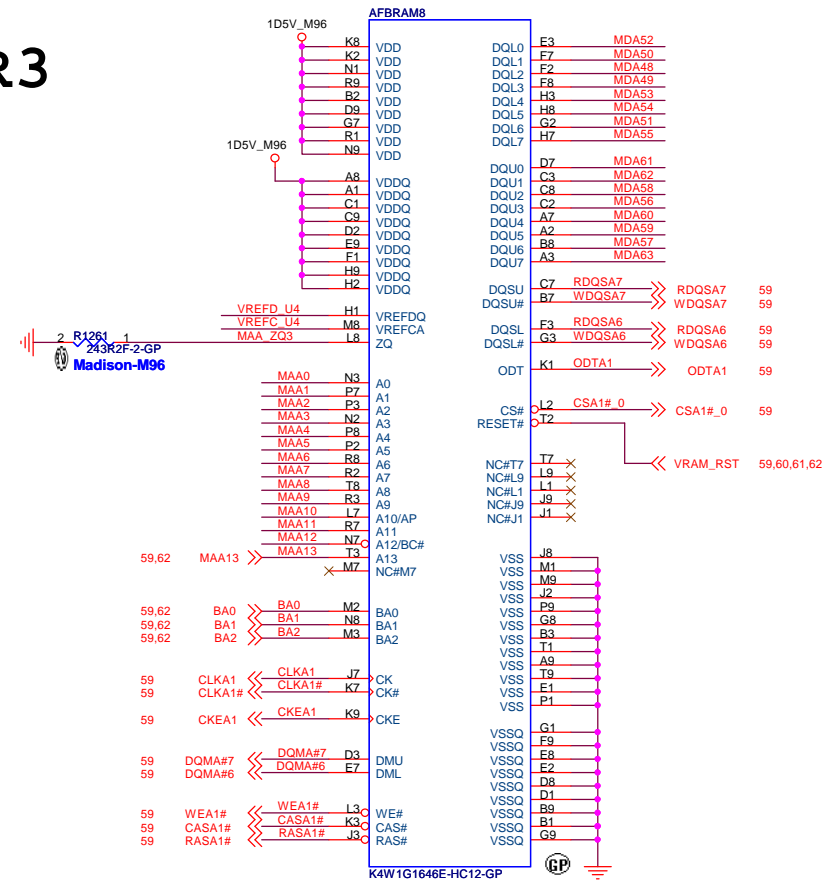 R3
AFBRAM8
1D5V_M96
K8 VDD
K2 VDD
N1 VDD
R9 VDD
B2 VDD
D9 VDD
G7 VDD
R1 VDD
N9 VDD
1D5V_M96
A8 VDDQ
A1 VDDQ
C1 VDDQ
C9 VDDQ
D2 VDDQ
E9 VDDQ
F1 VDDQ
H9 VDDQ
H2 VDDQ
VREFD_U4 H1 VREFDQ
VREFC_U4 M8 VREFCA
2 R1261 1 MAA_ZQ3 L8 ZQ
243R2F-2-GP
Madison-M96
MAA0 N3 A0
MAA1 P7 A1
MAA2 P3 A2
MAA3 N2 A3
MAA4 P8 A4
MAA5 P2 A5
MAA6 R8 A6
MAA7 R2 A7
MAA8 T8 A8
MAA9 R3 A9
MAA10 L7 A10/AP
MAA11 R7 A11
MAA12 N7 A12/BC#
59,62 MAA13 MAA13 T3 A13
M7 NC#M7
59,62 BA0 BA0 M2 BA0
59,62 BA1 BA1 N8 BA1
59,62 BA2 BA2 M3 BA2
59 CLKA1 CLKA1 J7 CK
59 CLKA1# CLKA1# K7 CK#
59 CKEA1 CKEA1 K9 CKE
59 DQMA#7 DQMA#7 D3 DMU
59 DQMA#6 DQMA#6 E7 DML
59 WEA1# WEA1# L3 WE#
59 CASA1# CASA1# K3 CAS#
59 RASA1# RASA1# J3 RAS#
DQL0 E3 MDA52
DQL1 F7 MDA50
DQL2 F2 MDA48
DQL3 F8 MDA49
DQL4 H3 MDA53
DQL5 H8 MDA54
DQL6 G2 MDA51
DQL7 H7 MDA55
DQU0 D7 MDA61
DQU1 C3 MDA62
DQU2 C8 MDA58
DQU3 C2 MDA56
DQU4 A7 MDA60
DQU5 A2 MDA59
DQU6 B8 MDA57
DQU7 A3 MDA63
DQSU C7 RDQSA7 RDQSA7 59
DQSU# B7 WDQSA7 WDQSA7 59
DQSL F3 RDQSA6 RDQSA6 59
DQSL# G3 WDQSA6 WDQSA6 59
ODT K1 ODTA1 ODTA1 59
CS# L2 CSA1#_0 CSA1#_0 59
RESET# T2
VRAM_RST 59,60,61,62
NC#T7 T7
NC#L9 L9
NC#L1 L1
NC#J9 J9
NC#J1 J1
VSS J8
VSS M1
VSS M9
VSS J2
VSS P9
VSS G8
VSS B3
VSS T1
VSS A9
VSS T9
VSS E1
VSS P1
VSSQ G1
VSSQ F9
VSSQ E8
VSSQ E2
VSSQ D8
VSSQ D1
VSSQ B9
VSSQ B1
VSSQ G9
GP
K4W1G1646E-HC12-GP